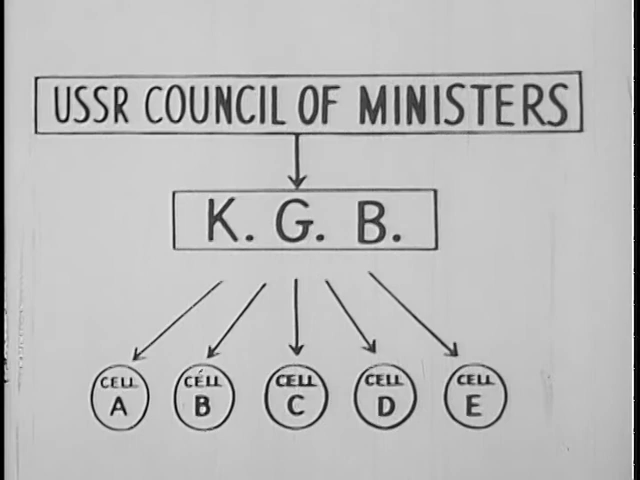 USSR COUNCIL OF MINISTERS
K. G. B.
CELL CELL CELL CELL CELL
A B C D E